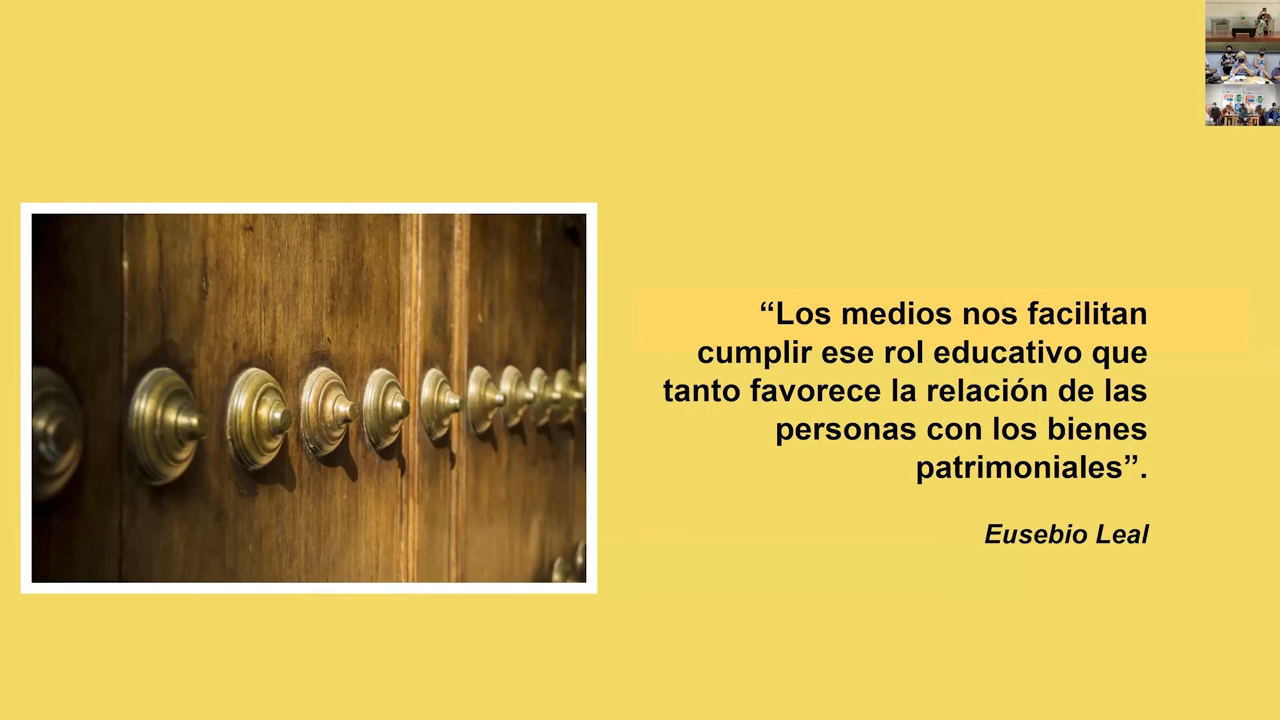 “Los medios nos facilitan
cumplir ese rol educativo que
tanto favorece la relación de las
personas con los bienes
patrimoniales”.
Eusebio Leal